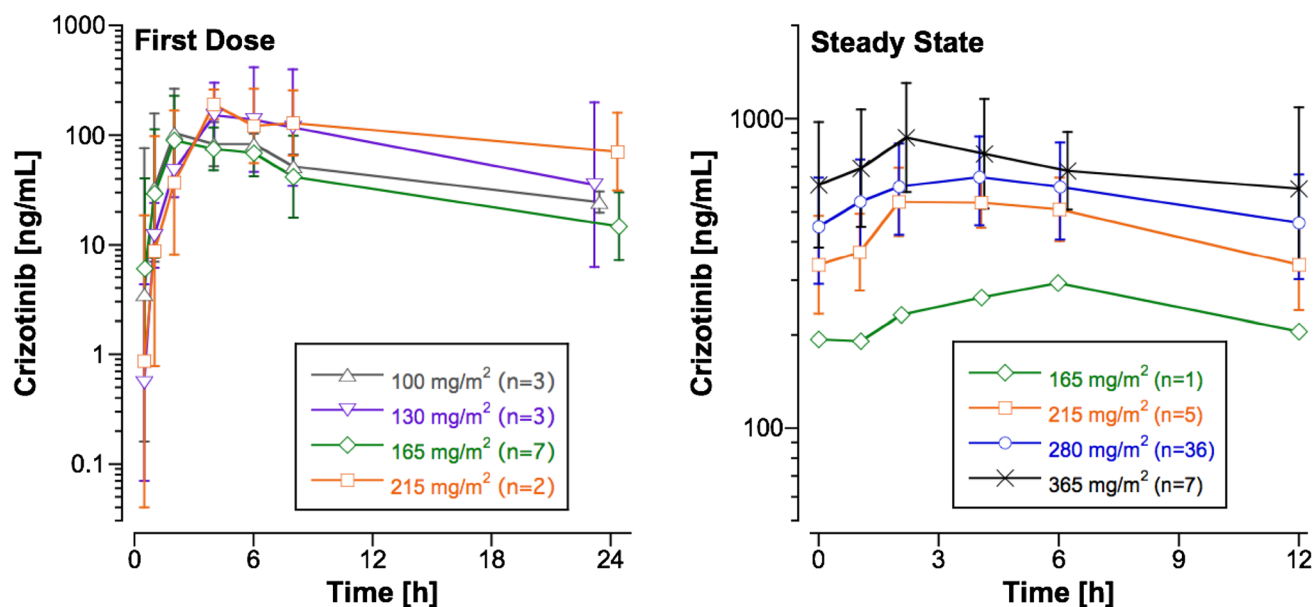 First Dose
Crizotinib [ng/mL]
1000
100
10
1
0.1
100 mg/m² (n=3)
130 mg/m² (n=3)
165 mg/m² (n=7)
215 mg/m² (n=2)
0 6 12 18 24
Time [h]
Steady State
Crizotinib [ng/mL]
1000
100
165 mg/m² (n=1)
215 mg/m² (n=5)
280 mg/m² (n=36)
365 mg/m² (n=7)
0 3 6 9 12
Time [h]